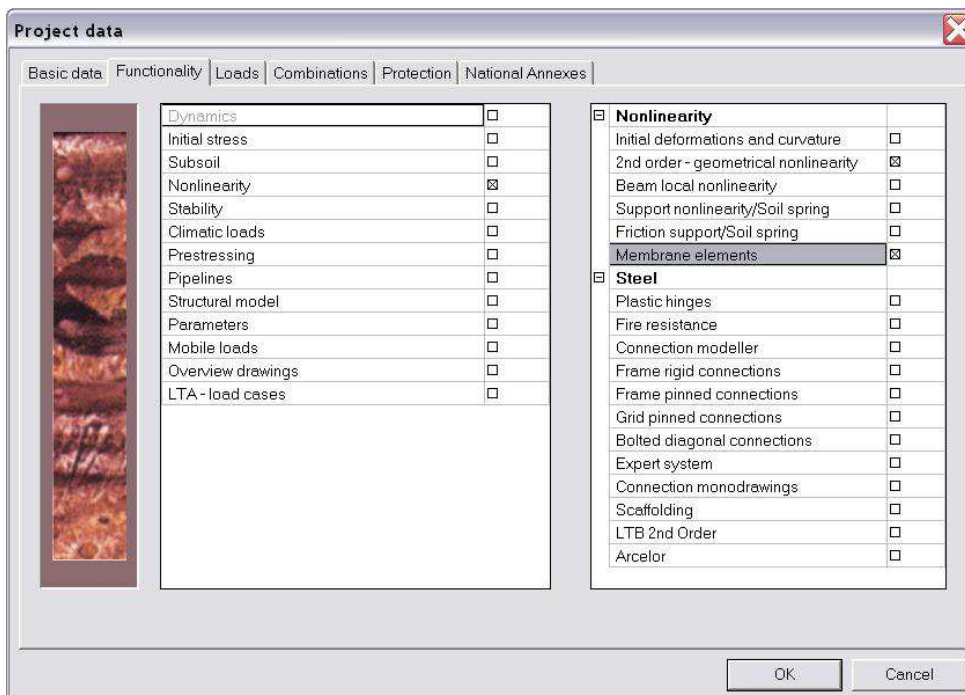 Project data
Basic data Functionality Loads Combinations Protection National Annexes
Dynamics
Initial stress
Subsoil
Nonlinearity
Stability
Climatic loads
Prestressing
Pipelines
Structural model
Parameters
Mobile loads
Overview drawings
LTA - load cases
Nonlinearity
Initial deformations and curvature
2nd order - geometrical nonlinearity
Beam local nonlinearity
Support nonlinearity/Soil spring
Friction support/Soil spring
Membrane elements
Steel
Plastic hinges
Fire resistance
Connection modeller
Frame rigid connections
Frame pinned connections
Grid pinned connections
Bolted diagonal connections
Expert system
Connection monodrawings
Scaffolding
LTB 2nd Order
Arcelor
OK Cancel